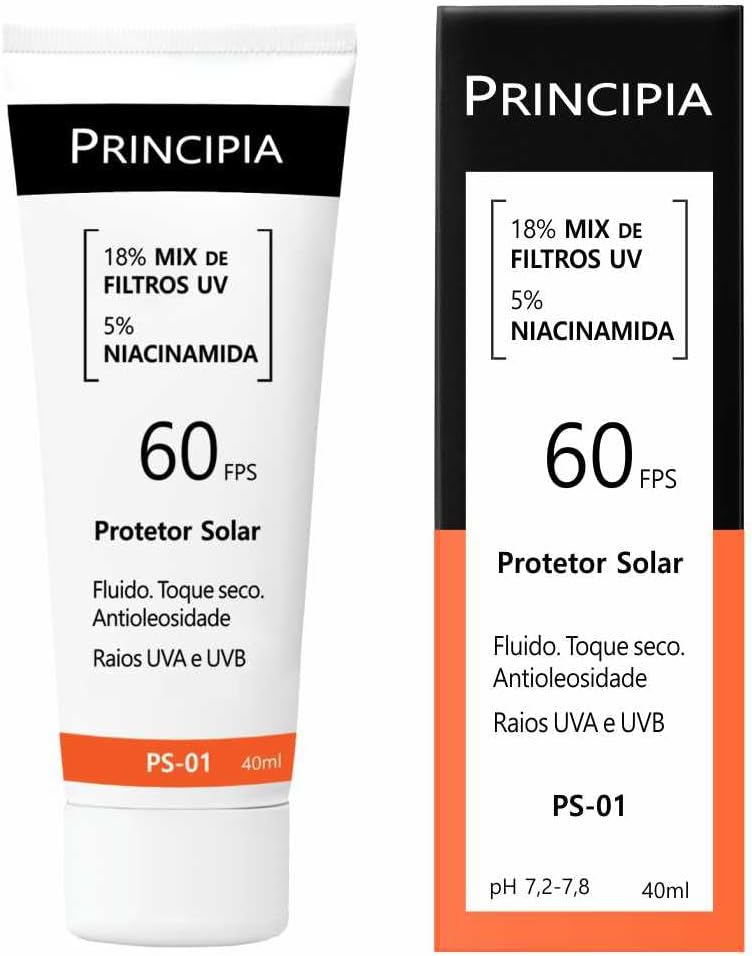 PRINCIPIA
18% MIX DE
FILTROS UV
5%
NIACINAMIDA
60 FPS
Protetor Solar
Fluido. Toque seco.
Antioleosidade
Raios UVA e UVB
PS-01 40ml
PRINCIPIA
18% MIX DE
FILTROS UV
5%
NIACINAMIDA
60 FPS
Protetor Solar
Fluido. Toque seco.
Antioleosidade
Raios UVA e UVB
PS-01
pH 7,2-7,8 40ml